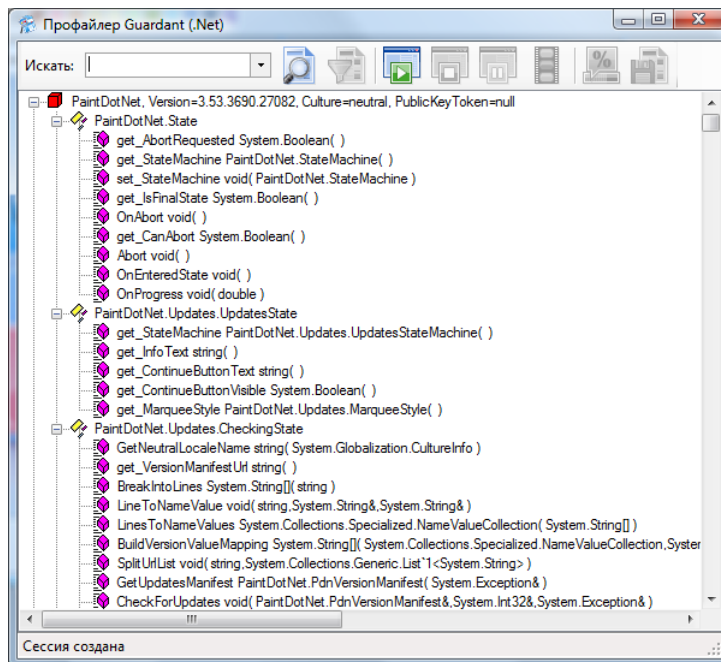 Профайлер Guardant (.Net)
Искать:
PaintDotNet, Version=3.53.3690.27082, Culture=neutral, PublicKeyToken=null
PaintDotNet.State
get_AbortRequested System.Boolean( )
get_StateMachine PaintDotNet.StateMachine( )
set_StateMachine void( PaintDotNet.StateMachine )
get_IsFinalState System.Boolean( )
OnAbort void( )
get_CanAbort System.Boolean( )
Abort void( )
OnEnteredState void( )
OnProgress void( double )
PaintDotNet.Updates.UpdatesState
get_StateMachine PaintDotNet.Updates.UpdatesStateMachine( )
get_InfoText string( )
get_ContinueButtonText string( )
get_ContinueButtonVisible System.Boolean( )
get_MarqueeStyle PaintDotNet.Updates.MarqueeStyle( )
PaintDotNet.Updates.CheckingState
GetNeutralLocaleName string( System.Globalization.CultureInfo )
get_VersionManifestUrl string( )
BreakIntoLines System.String[]( string )
LineToNameValue void( string,System.String&,System.String& )
LinesToNameValues System.Collections.Specialized.NameValueCollection( System.String[] )
BuildVersionValueMapping System.String[]( System.Collections.Specialized.NameValueCollection,System
SplitUrlList void( string,System.Collections.Generic.List`1<System.String> )
GetUpdatesManifest PaintDotNet.PdnVersionManifest( System.Exception& )
CheckForUpdates void( PaintDotNet.PdnVersionManifest&,System.Int32&,System.Exception& )
Сессия создана